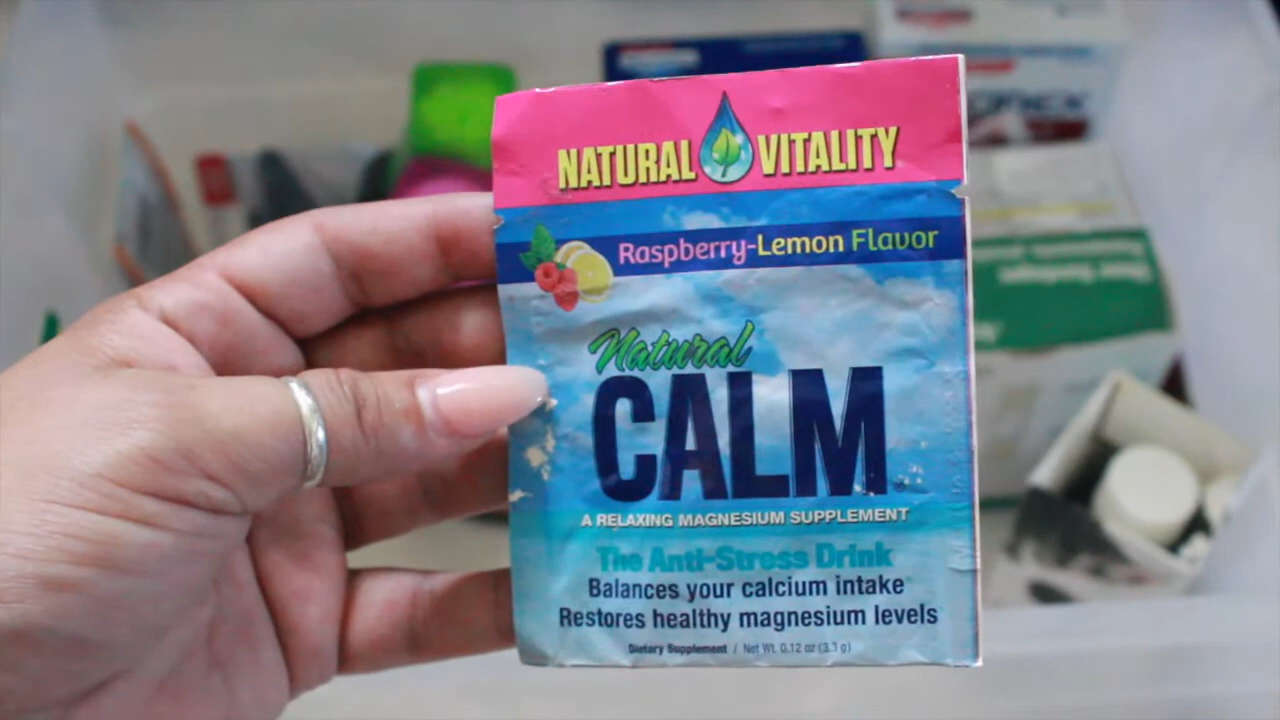 NATURAL VITALITY
Raspberry-Lemon Flavor
Natural
CALM
A RELAXING MAGNESIUM SUPPLEMENT
The Anti-Stress Drink
Balances your calcium intake
Restores healthy magnesium levels
Dietary Supplement / Net Wt. 0.12 oz (3.3 g)